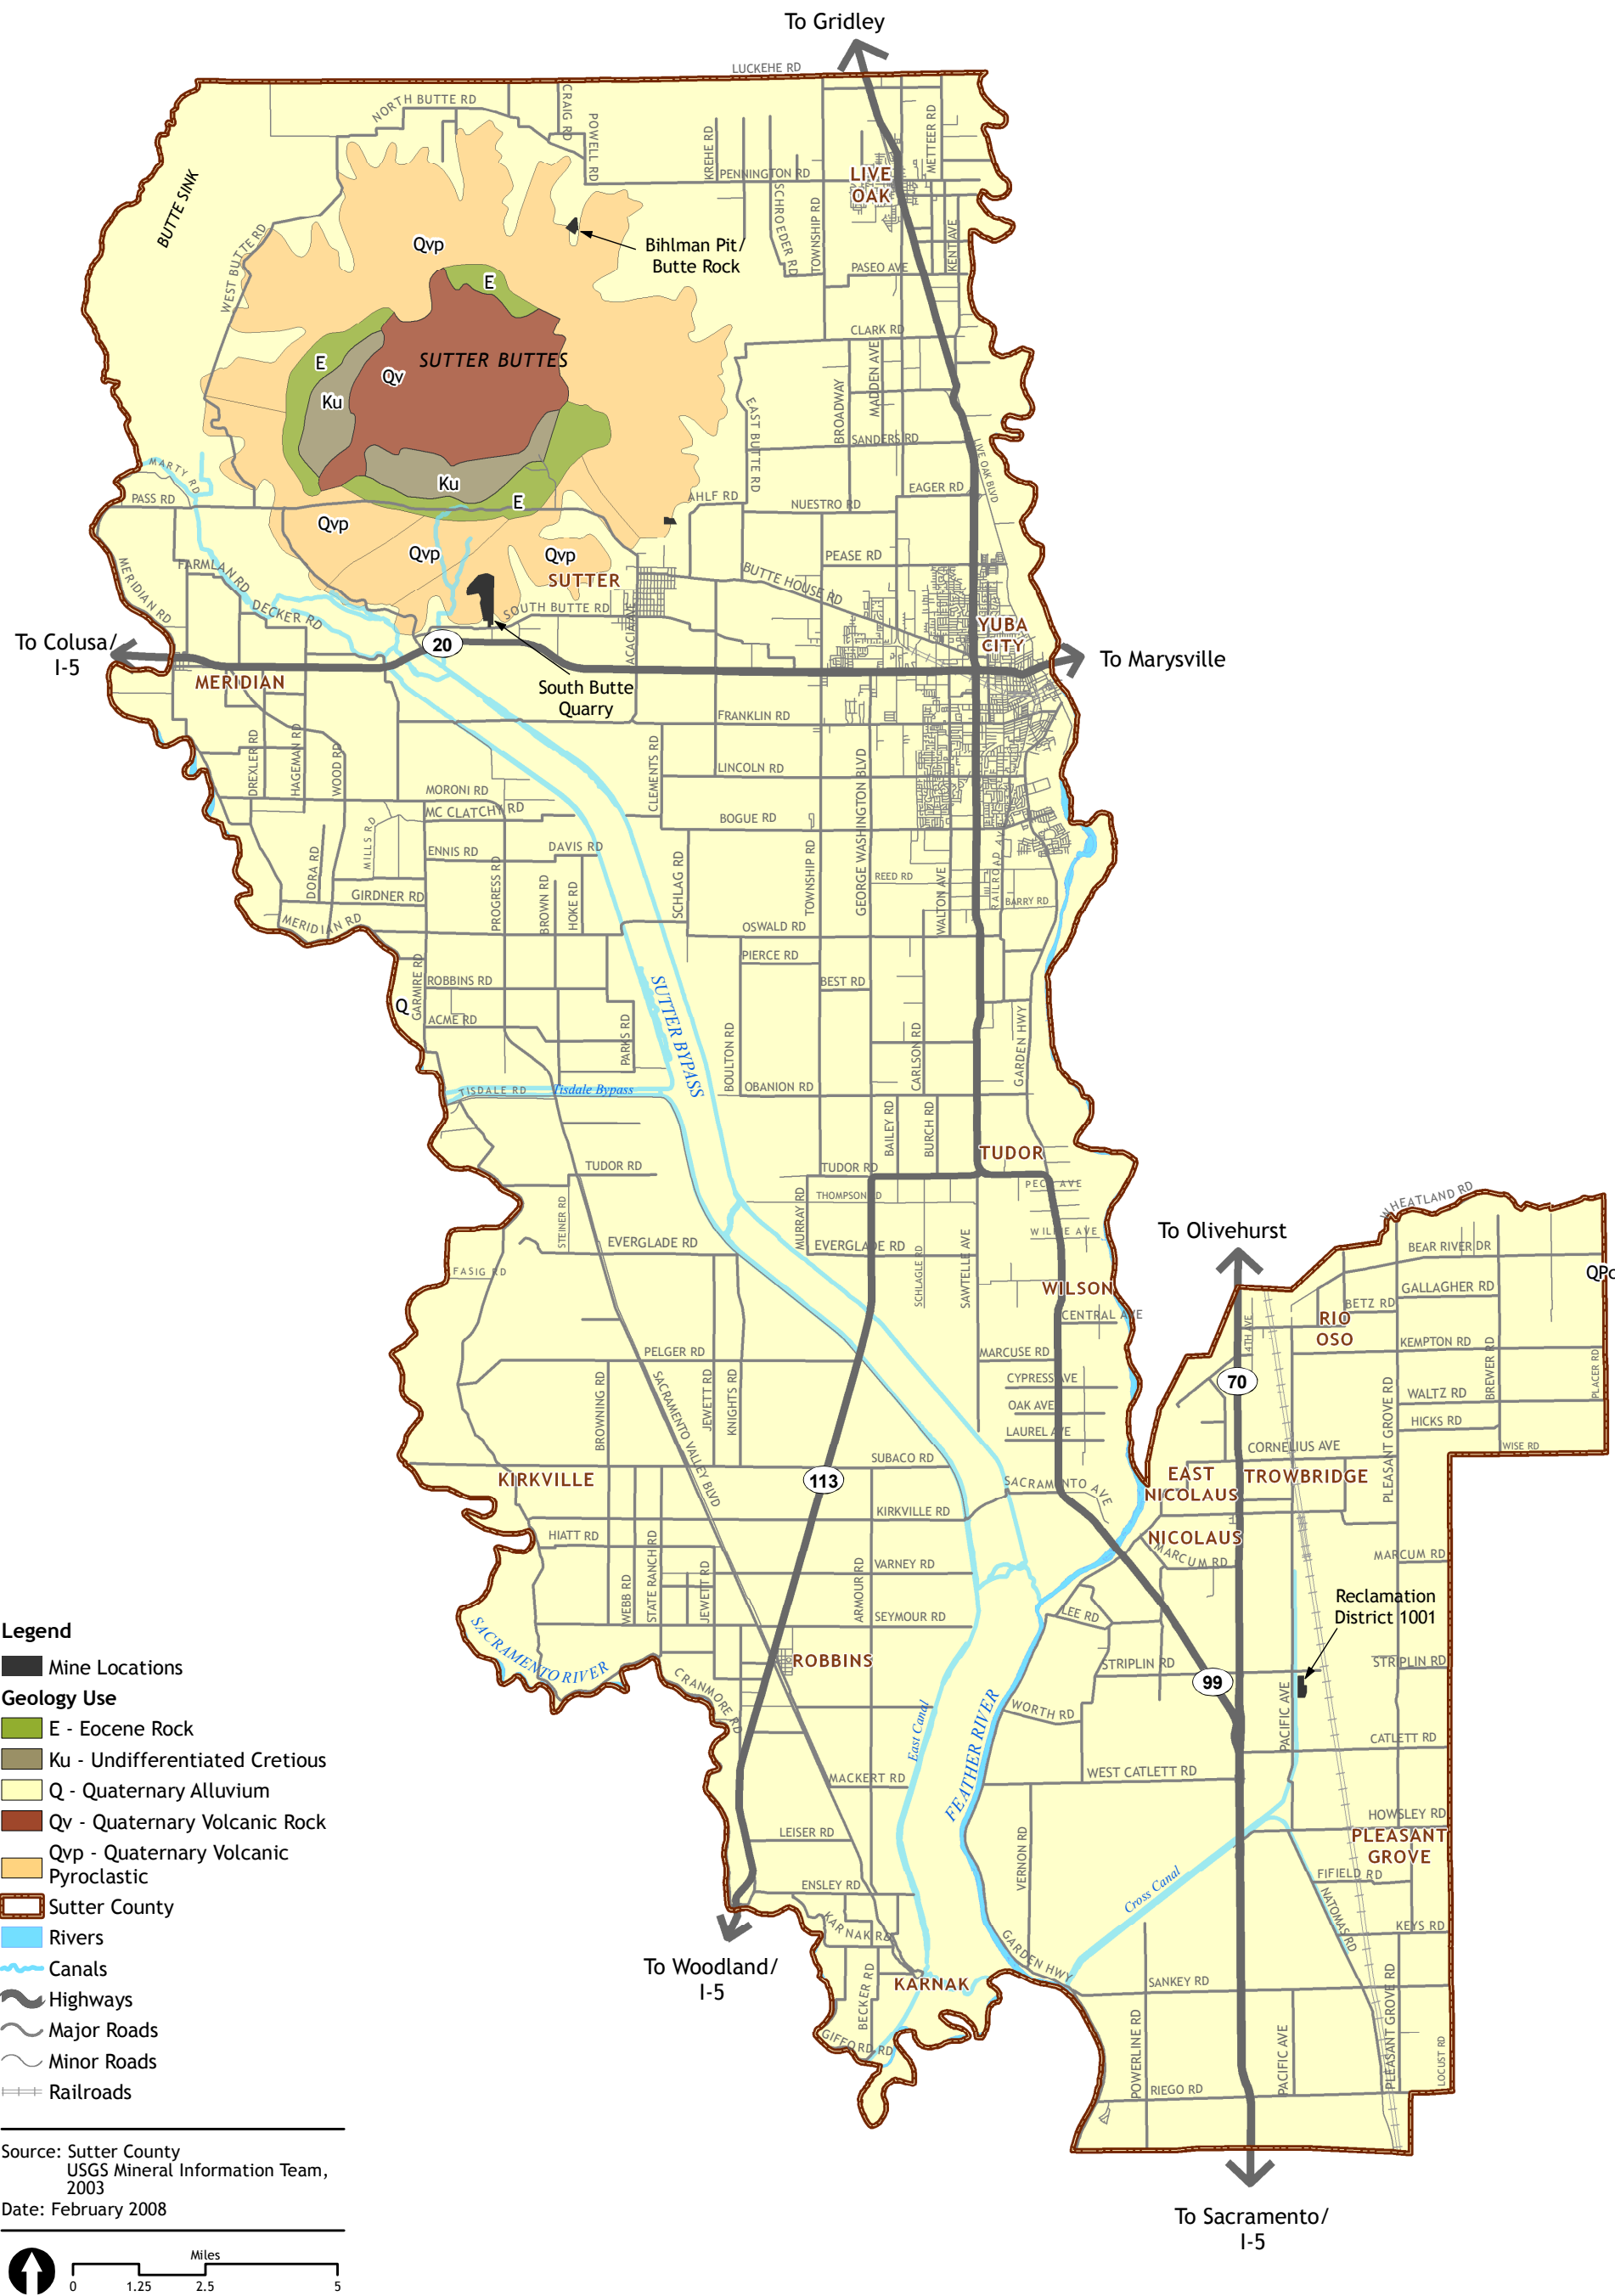 To Gridley
LUCKEHE RD
NORTH BUTTE RD
CRAIG RD
POWELL RD
KREHE RD
PENNINGTON RD
SCHROEDER RD
TOWNSHIP RD
METTEER RD
LIVE
OAK
KENT AVE
PASEO AVE
BUTTE SINK
WEST BUTTE RD
Qvp
Bihlman Pit/
Butte Rock
E
E
Ku
Qv
SUTTER BUTTES
CLARK RD
BROADWAY
MADDEN AVE
EAST BUTTE RD
SANDERS RD
LIVE OAK BLVD
Ku
E
MARTY RD
PASS RD
AHLF RD
EAGER RD
NUESTRO RD
Qvp
Qvp
Qvp
PEASE RD
MERIDIAN RD
FARMLAN RD
DECKER RD
SUTTER
BUTTE HOUSE RD
SOUTH BUTTE RD
ACACIA AVE
YUBA
CITY
To Colusa/
I-5
20
To Marysville
MERIDIAN
South Butte
Quarry
FRANKLIN RD
DREXLER RD
HAGEMAN RD
WOOD RD
CLEMENTS RD
LINCOLN RD
GEORGE WASHINGTON BLVD
MORONI RD
MC CLATCHY RD
BOGUE RD
MILLS RD
DORA RD
ENNIS RD
DAVIS RD
PROGRESS RD
BROWN RD
HOKE RD
SCHLAG RD
TOWNSHIP RD
REED RD
WALTON AVE
RAILROAD AV
BARRY RD
GIRDNER RD
MERIDIAN RD
OSWALD RD
PIERCE RD
GARMIRE RD
ROBBINS RD
BEST RD
Q
ACME RD
PARKS RD
SUTTER BYPASS
BOULTON RD
CARLSON RD
GARDEN HWY
TISDALE RD
Tisdale Bypass
OBANION RD
BAILEY RD
BURCH RD
TUDOR
TUDOR RD
TUDOR RD
PECK AVE
THOMPSON RD
STEINER RD
MURRAY RD
WHEATLAND RD
WILKIE AVE
To Olivehurst
EVERGLADE RD
EVERGLADE RD
BEAR RIVER DR
FASIG RD
SCHLAGLE RD
SAWTELLE AVE
WILSON
GALLAGHER RD
BETZ RD
CENTRAL AVE
RIO
OSO
14TH AVE
KEMPTON RD
PELGER RD
MARCUSE RD
BREWER RD
PLACER RD
SACRAMENTO VALLEY BLVD
BROWNING RD
JEWETT RD
KNIGHTS RD
CYPRESS AVE
70
PLEASANT GROVE RD
WALTZ RD
OAK AVE
HICKS RD
LAUREL AVE
CORNELIUS AVE
WISE RD
SUBACO RD
KIRKVILLE
113
SACRAMENTO AVE
EAST
NICOLAUS
TROWBRIDGE
KIRKVILLE RD
HIATT RD
NICOLAUS
MARCUM RD
MARCUM RD
VARNEY RD
WEBB RD
STATE RANCH RD
JEWETT RD
ARMOUR RD
SEYMOUR RD
LEE RD
Reclamation
District 1001
SACRAMENTO RIVER
ROBBINS
CRANMORE RD
STRIPLIN RD
STRIPLIN RD
99
PACIFIC AVE
WORTH RD
East Canal
FEATHER RIVER
CATLETT RD
MACKERT RD
WEST CATLETT RD
HOWSLEY RD
LEISER RD
PLEASANT
GROVE
VERNON RD
ENSLEY RD
Cross Canal
FIFIELD RD
NATOMAS RD
KARNAK RD
KEYS RD
GARDEN HWY
To Woodland/
I-5
KARNAK
SANKEY RD
BECKER RD
POWERLINE RD
PACIFIC AVE
PLEASANT GROVE RD
LOCUST RD
GIFFORD RD
RIEGO RD
To Sacramento/
I-5
Legend
Mine Locations
Geology Use
E - Eocene Rock
Ku - Undifferentiated Cretious
Q - Quaternary Alluvium
Qv - Quaternary Volcanic Rock
Qvp - Quaternary Volcanic
Pyroclastic
Sutter County
Rivers
Canals
Highways
Major Roads
Minor Roads
Railroads
Source: Sutter County
USGS Mineral Information Team,
2003
Date: February 2008
Miles
0 1.25 2.5 5